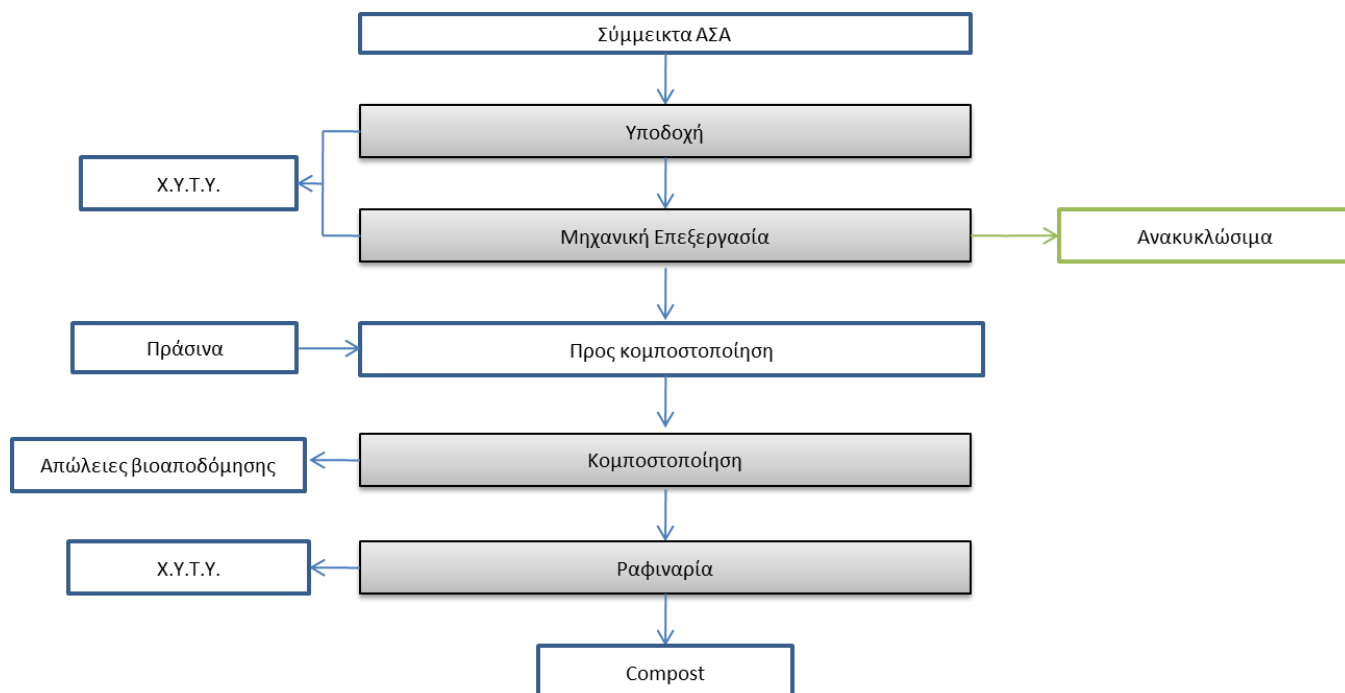 Σύμμεικτα ΑΣΑ
Υποδοχή
Χ.Υ.Τ.Υ.
Μηχανική Επεξεργασία
Ανακυκλώσιμα
Πράσινα
Προς κομποστοποίηση
Απώλειες βιοαποδόμησης
Κομποστοποίηση
Χ.Υ.Τ.Υ.
Ραφιναρία
Compost